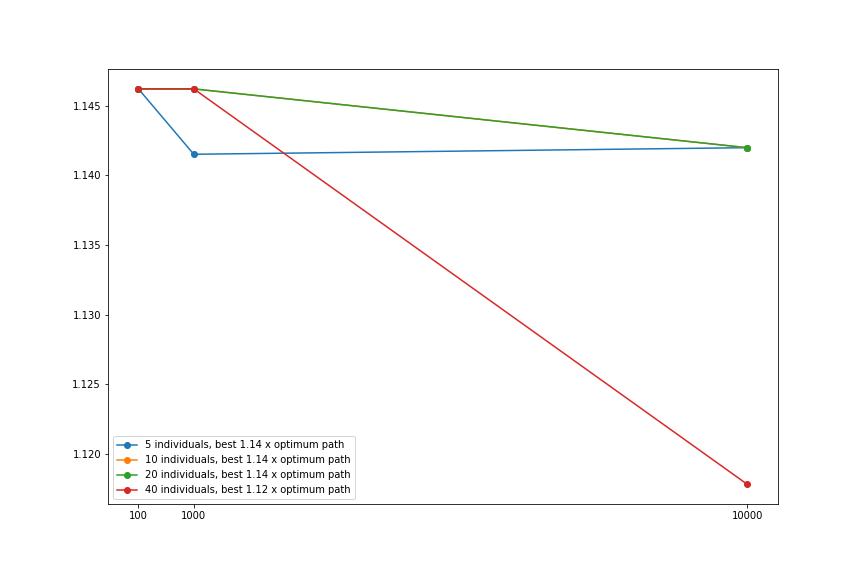 1.145
1.140
1.135
1.130
1.125
1.120
5 individuals, best 1.14 x optimum path
10 individuals, best 1.14 x optimum path
20 individuals, best 1.14 x optimum path
40 individuals, best 1.12 x optimum path
100 1000 10000